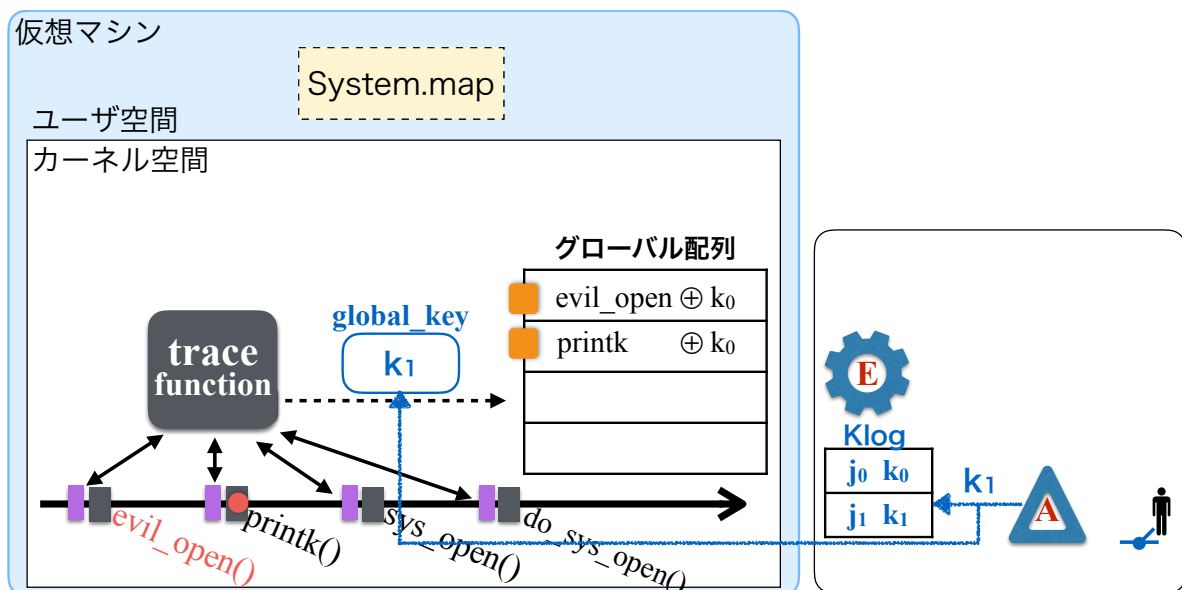 仮想マシン
System.map
ユーザ空間
カーネル空間
グローバル配列
evil_open ⊕ k₀
printk ⊕ k₀
global_key
k₁
trace
function
E
Klog
j₀ k₀
j₁ k₁
k₁
A
evil_open()
printk()
sys_open()
do_sys_open()